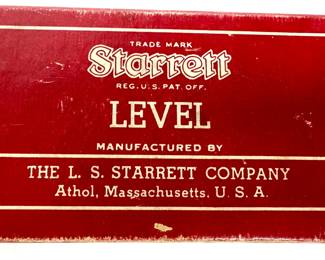 TRADE MARK
Starrett
REG. U.S. PAT. OFF.
LEVEL
MANUFACTURED BY
THE L. S. STARRETT COMPANY
Athol, Massachusetts, U. S. A.